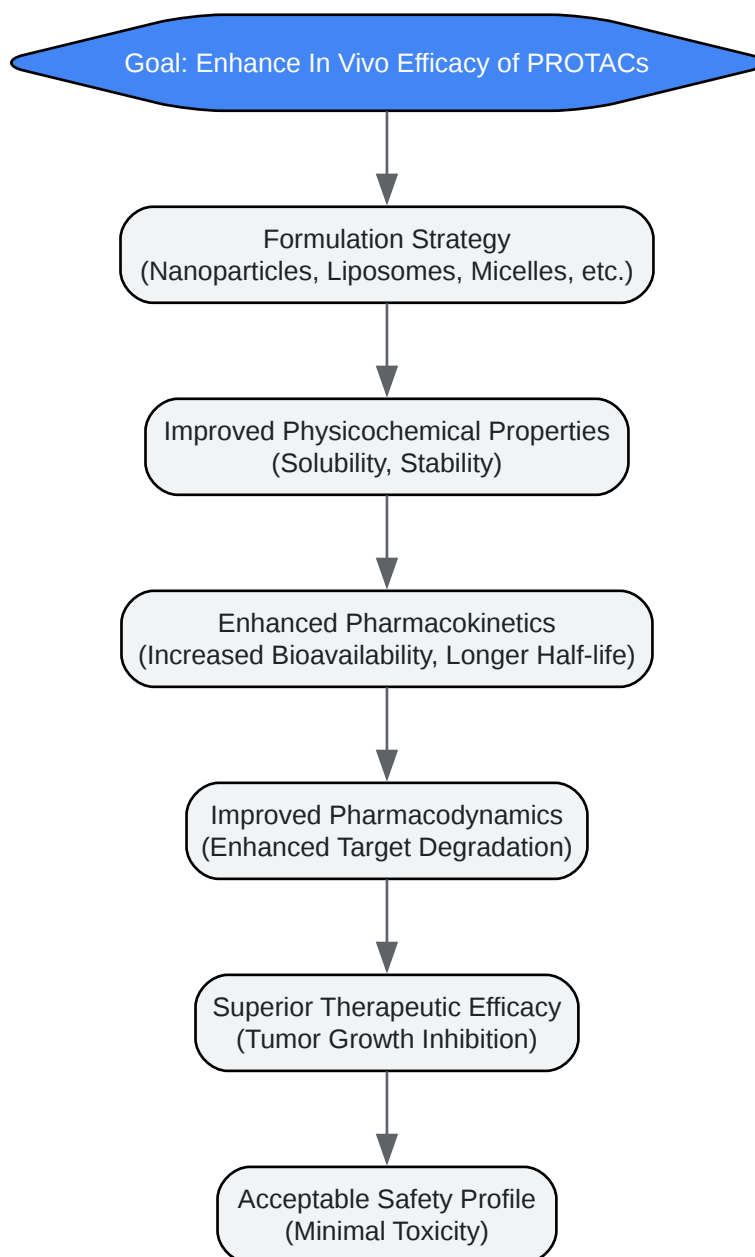 Goal: Enhance In Vivo Efficacy of PROTACs
Formulation Strategy
(Nanoparticles, Liposomes, Micelles, etc.)
Improved Physicochemical Properties
(Solubility, Stability)
Enhanced Pharmacokinetics
(Increased Bioavailability, Longer Half-life)
Improved Pharmacodynamics
(Enhanced Target Degradation)
Superior Therapeutic Efficacy
(Tumor Growth Inhibition)
Acceptable Safety Profile
(Minimal Toxicity)